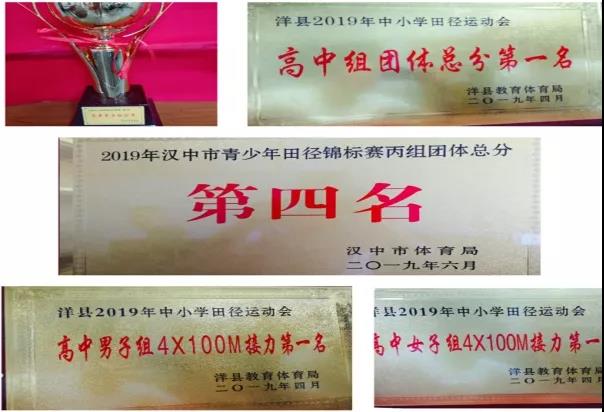 洋县2019年中小学田径运动会
高中组团体总分第一名
洋县教育体育局
二〇一九年四月
2019年汉中市青少年田径锦标赛丙组团体总分
第四名
汉中市体育局
二〇一九年六月
洋县2019年中小学田径运动会
高中男子组4X100M接力第一名
洋县教育体育局
二〇一九年四月
洋县2019年中小学田径运动会
高中女子组4X100M接力第一
洋县教育体育局
二〇一九年四月